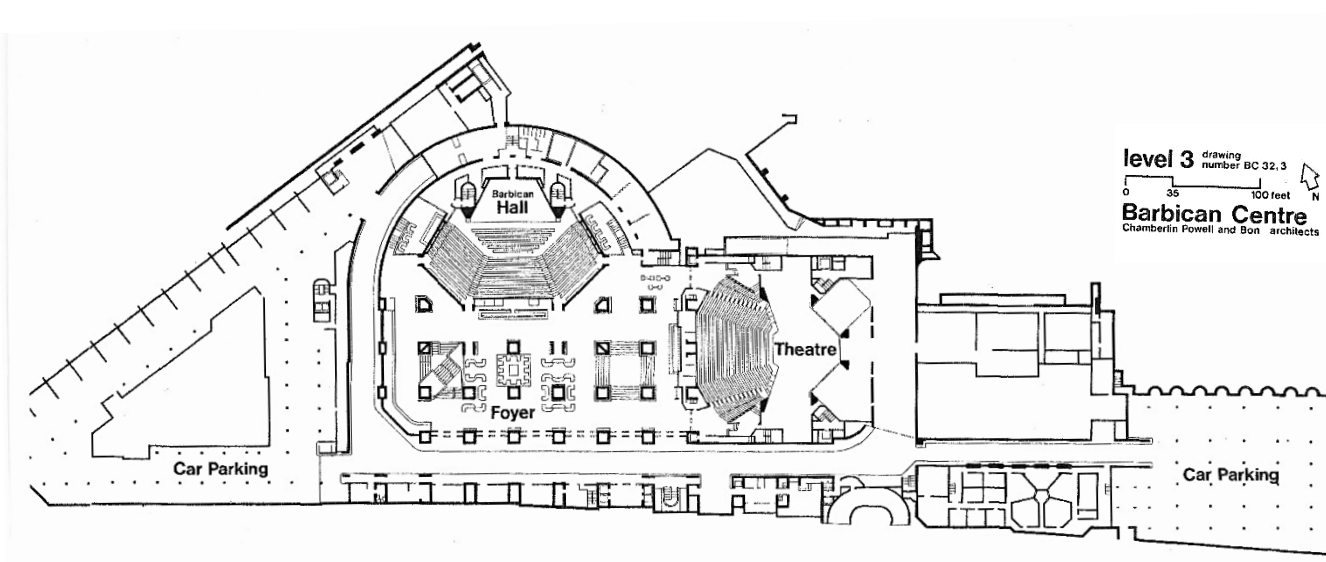 level 3 drawing
number BC 32,3
0 35 100 feet N
Barbican Centre
Chamberlin Powell and Bon architects
Barbican
Hall
Theatre
Foyer
Car Parking
Car Parking